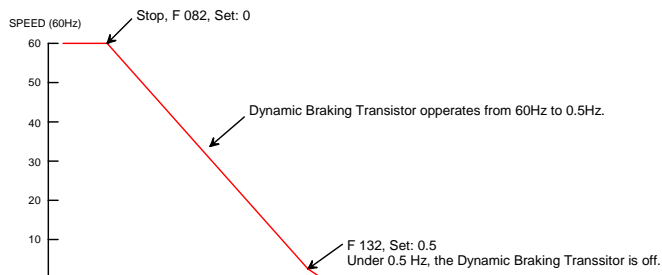 Stop, F 082, Set: 0
SPEED (60Hz)
60
50
40
30
20
10
Dynamic Braking Transistor opperates from 60Hz to 0.5Hz.
F 132, Set: 0.5
Under 0.5 Hz, the Dynamic Braking Transsitor is off.